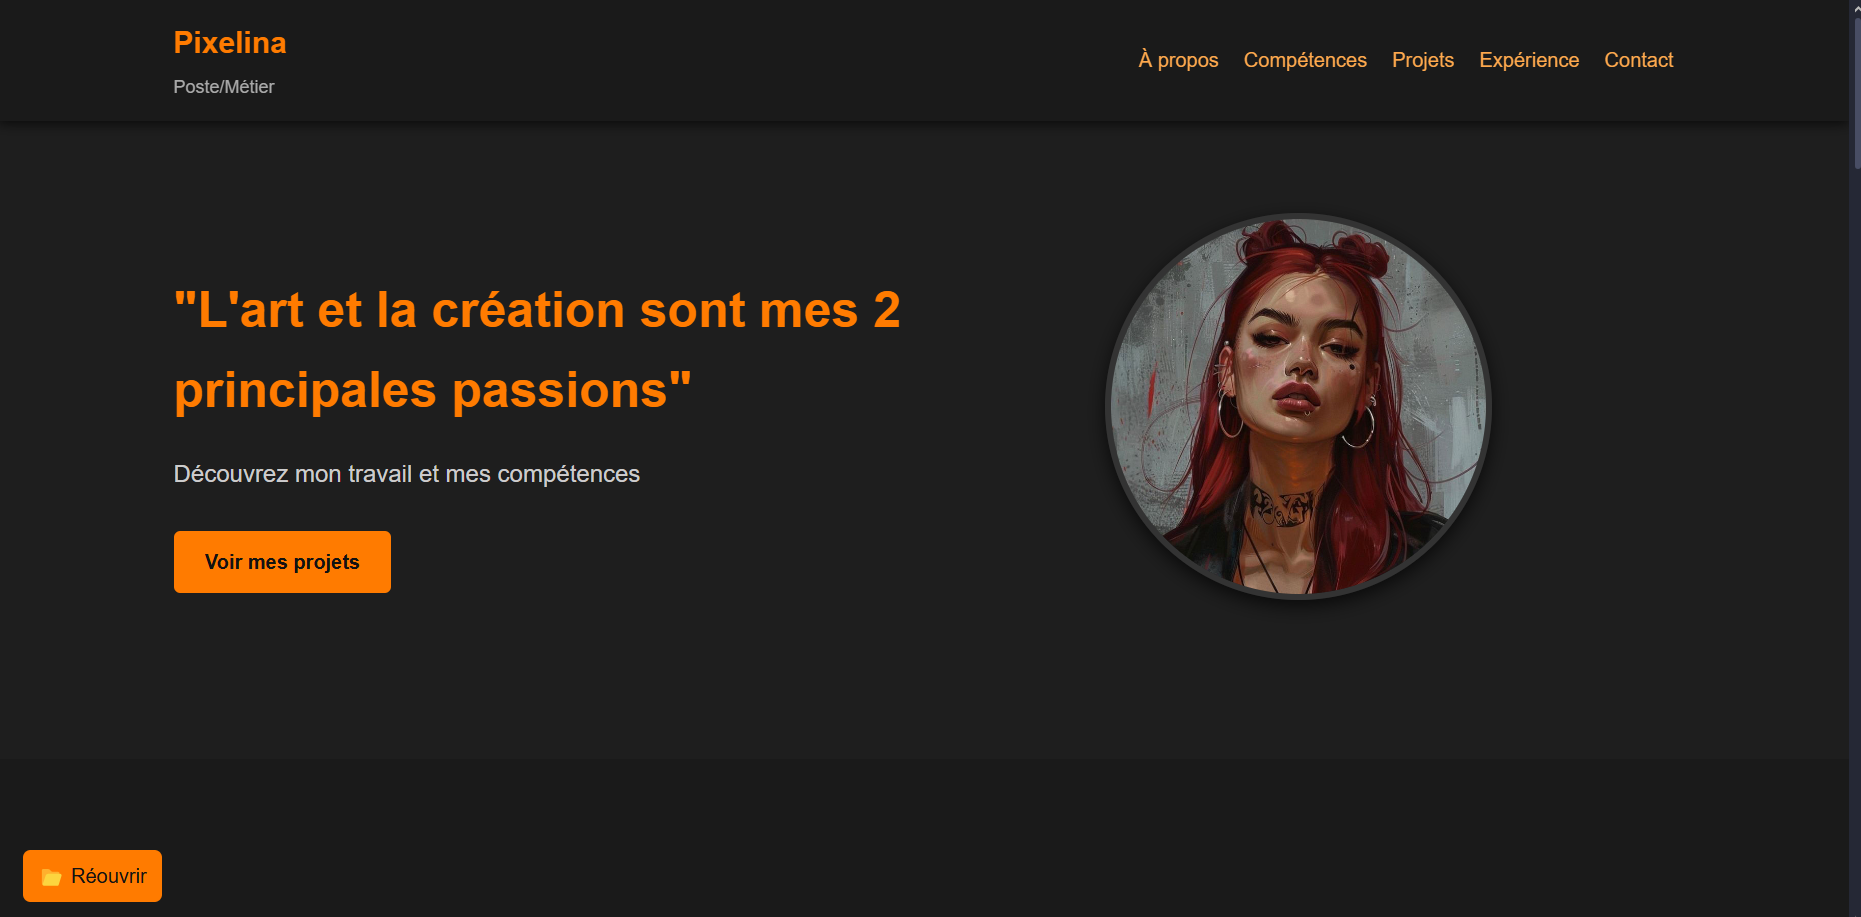 Pixelina
Poste/Métier
À propos Compétences Projets Expérience Contact
"L'art et la création sont mes 2
principales passions"
Découvrez mon travail et mes compétences
Voir mes projets
Réouvrir